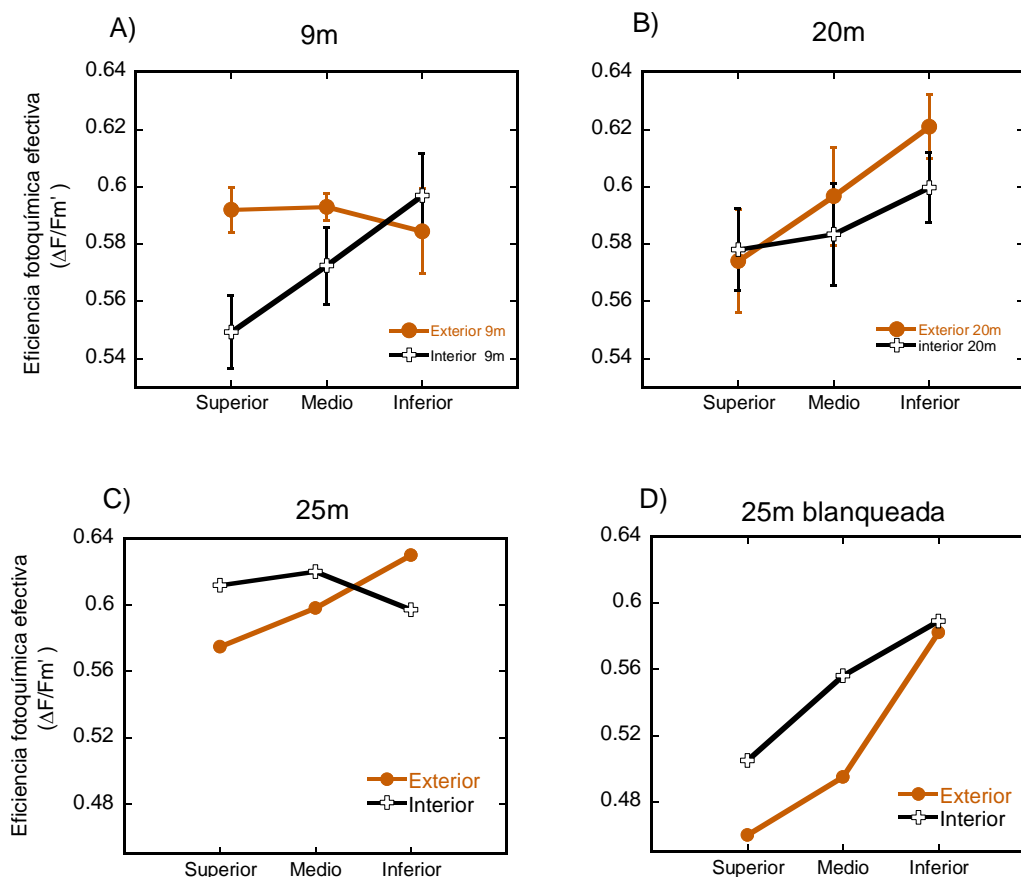 A)
9m
Eficiencia fotoquímica efectiva
(ΔF/Fm')
0.64
0.62
0.6
0.58
0.56
0.54
Exterior 9m
Interior 9m
Superior Medio Inferior
B)
20m
0.64
0.62
0.6
0.58
0.56
0.54
Exterior 20m
interior 20m
Superior Medio Inferior
C)
25m
Eficiencia fotoquímica efectiva
(ΔF/Fm')
0.64
0.6
0.56
0.52
0.48
Exterior
Interior
Superior Medio Inferior
D)
25m blanqueada
0.64
0.6
0.56
0.52
0.48
Exterior
Interior
Superior Medio Inferior